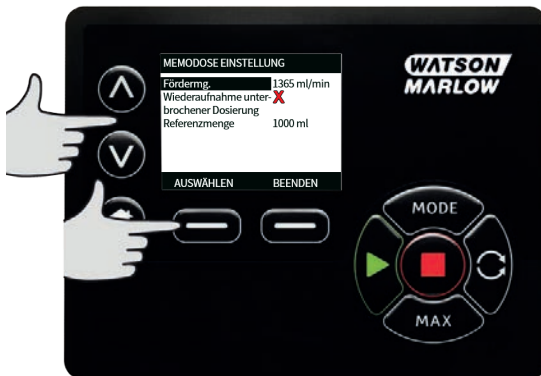 MEMODOSE EINSTELLUNG
Fördermg. 1365 ml/min
Wiederaufnahme unter-
brochener Dosierung
Referenzmenge 1000 ml
AUSWÄHLEN BEENDEN
WATSON
MARLOW
MODE
MAX